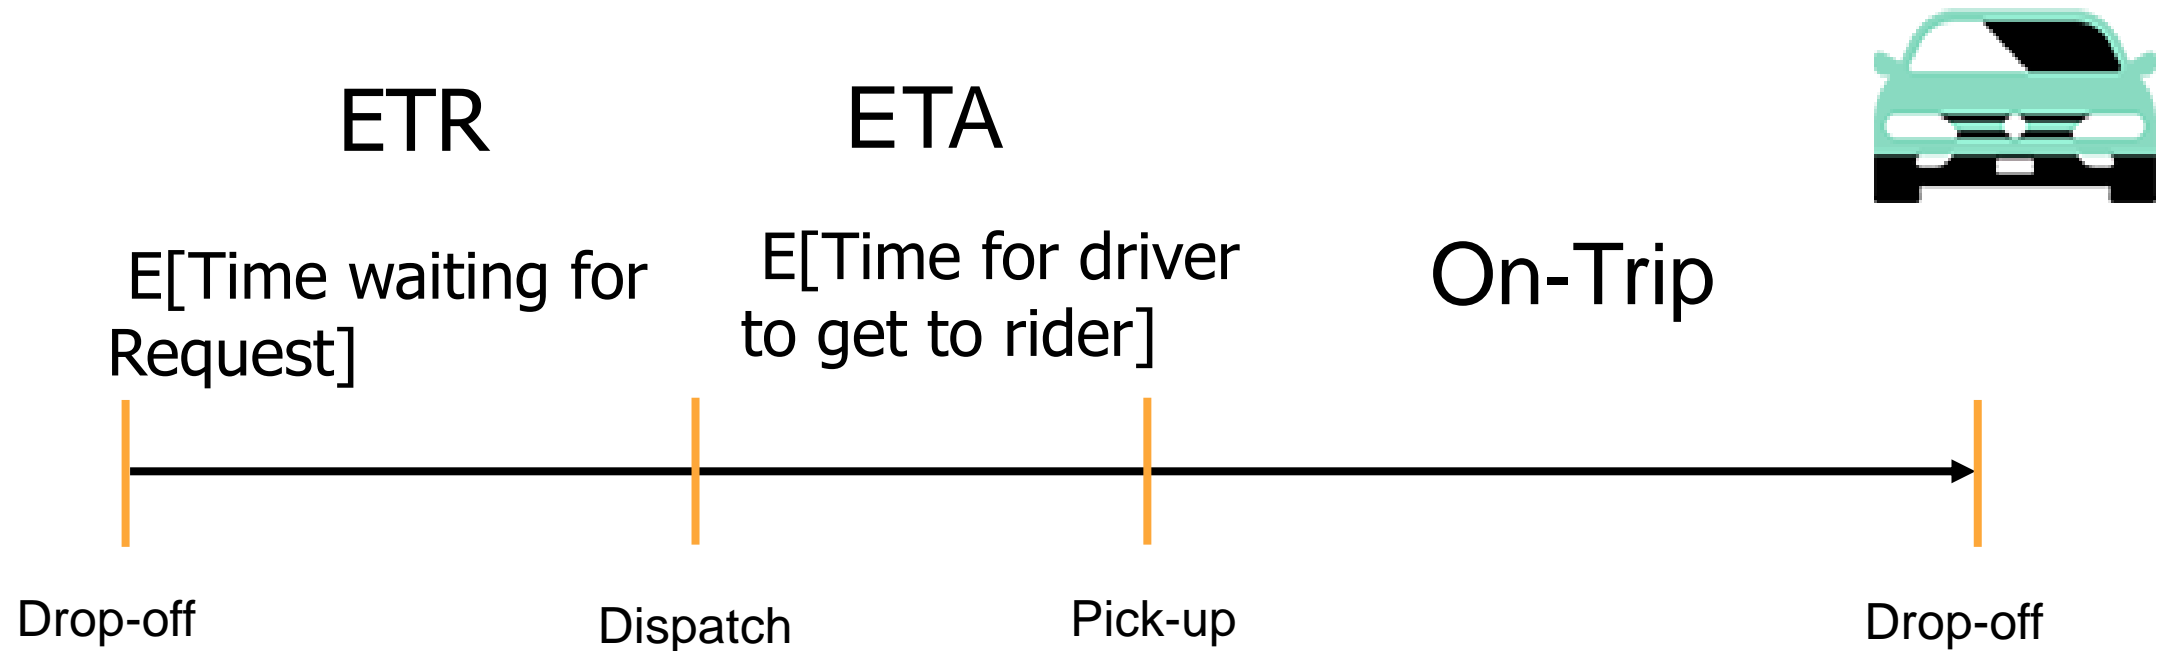 ETR
ETA
E[Time waiting for
Request]
E[Time for driver
to get to rider]
On-Trip
Drop-off
Dispatch
Pick-up
Drop-off